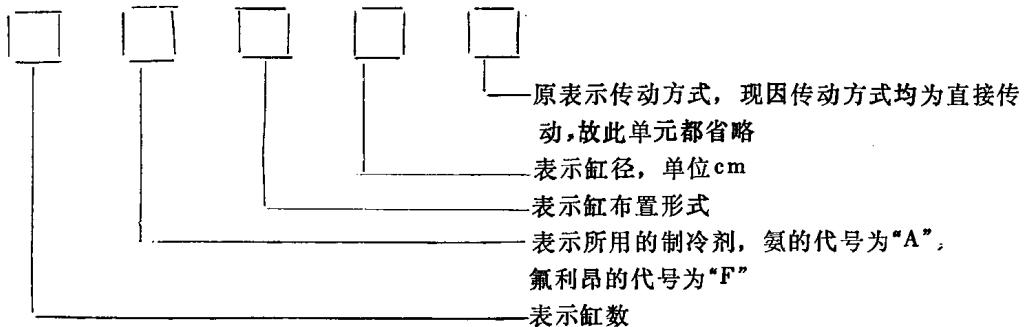 原表示传动方式，现因传动方式均为直接传
动，故此单元都省略
表示缸径，单位cm
表示缸布置形式
表示所用的制冷剂，氨的代号为“A”，
氟利昂的代号为“F”
表示缸数